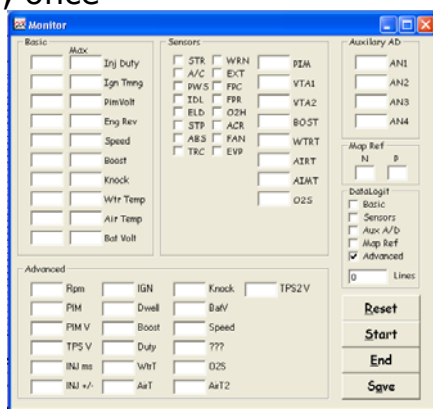 , once
Monitor
Basic
Max
Inj Duty
Ign Tmng
PimVolt
Eng Rev
Speed
Boost
Knock
Wtr Temp
Air Temp
Bat Volt
Sensors
STR WRN
A/C EXT
PWS FPC
IDL FPR
ELD O2H
STP ACR
ABS FAN
TRC EVP
PIM
VTA1
VTA2
BOST
WTRT
AIRT
AIMT
O2S
Auxilary AD
AN1
AN2
AN3
AN4
Map Ref
N P
DataLogit
Basic
Sensors
Aux A/D
Map Ref
Advanced
0 Lines
Advanced
Rpm IGN Knock TPS2 V
PIM Dwell BatV
PIM V Boost Speed
TPS V Duty ???
INJ ms WtrT O2S
INJ +/- AirT AirT2
Reset
Start
End
Save